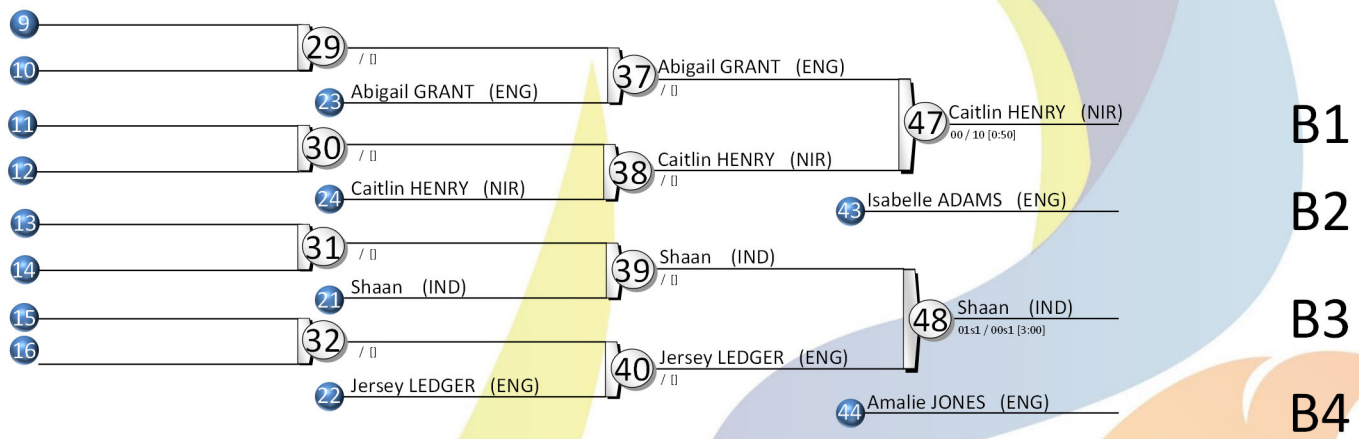 9
29
/ []
10
37 Abigail GRANT (ENG)
/ []
23 Abigail GRANT (ENG)
47 Caitlin HENRY (NIR)
00 / 10 [0:50]
B1
11
30
/ []
12
38 Caitlin HENRY (NIR)
/ []
24 Caitlin HENRY (NIR)
43 Isabelle ADAMS (ENG)
B2
13
31
/ []
14
39 Shaan (IND)
/ []
21 Shaan (IND)
48 Shaan (IND)
01s1 / 00s1 [3:00]
B3
15
32
/ []
16
40 Jersey LEDGER (ENG)
/ []
22 Jersey LEDGER (ENG)
44 Amalie JONES (ENG)
B4